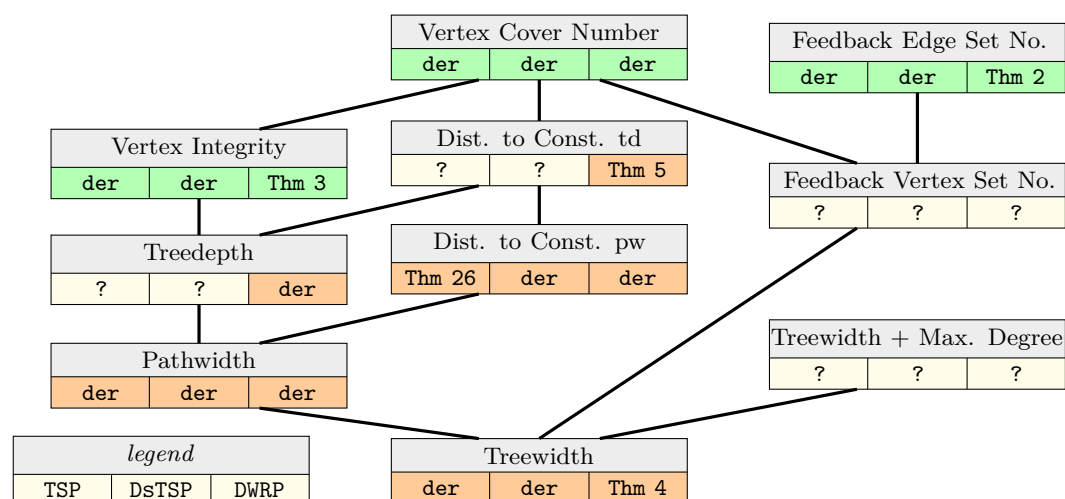 Vertex Cover Number
der der der
Feedback Edge Set No.
der der Thm 2
Vertex Integrity
der der Thm 3
Dist. to Const. td
? ? Thm 5
Feedback Vertex Set No.
? ? ?
Treedepth
? ? der
Dist. to Const. pw
Thm 26 der der
Pathwidth
der der der
Treewidth + Max. Degree
? ? ?
legend
TSP DsTSP DWRP
Treewidth
der der Thm 4